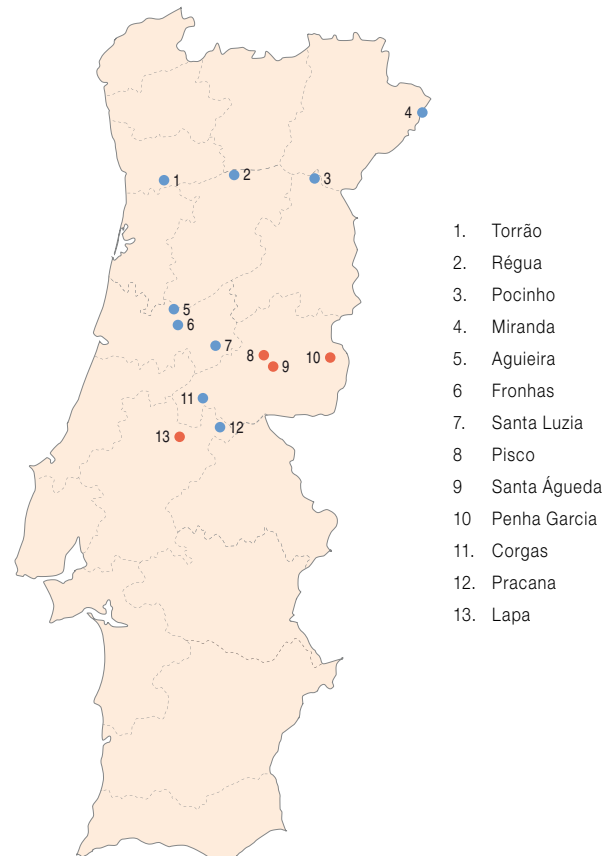 4
1
2
3
5
6
7
8
9
10
11
12
13
1. Torrão
2. Régua
3. Pocinho
4. Miranda
5. Aguieira
6 Fronhas
7. Santa Luzia
8 Pisco
9 Santa Águeda
10 Penha Garcia
11. Corgas
12. Pracana
13. Lapa